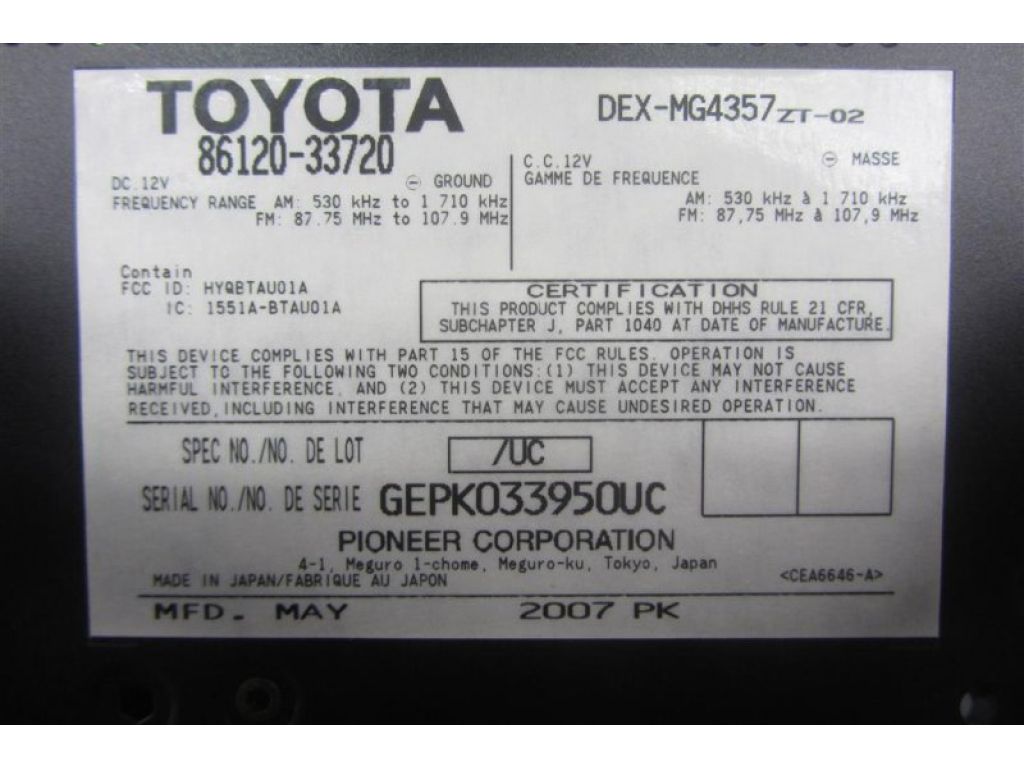 TOYOTA
86120-33720
DEX-MG4357ZT-02
DC.12V ⊖ GROUND
FREQUENCY RANGE AM: 530 kHz to 1 710 kHz
FM: 87.75 MHz to 107.9 MHz
C.C.12V ⊖ MASSE
GAMME DE FREQUENCE
AM: 530 kHz à 1 710 kHz
FM: 87,75 MHz à 107,9 MHz
Contain
FCC ID: HYQBTAU01A
IC: 1551A-BTAU01A
CERTIFICATION
THIS PRODUCT COMPLIES WITH DHHS RULE 21 CFR,
SUBCHAPTER J, PART 1040 AT DATE OF MANUFACTURE.
THIS DEVICE COMPLIES WITH PART 15 OF THE FCC RULES. OPERATION IS
SUBJECT TO THE FOLLOWING TWO CONDITIONS:(1) THIS DEVICE MAY NOT CAUSE
HARMFUL INTERFERENCE, AND (2) THIS DEVICE MUST ACCEPT ANY INTERFERENCE
RECEIVED,INCLUDING INTERFERENCE THAT MAY CAUSE UNDESIRED OPERATION.
SPEC NO./NO. DE LOT /UC
SERIAL NO./NO. DE SERIE GEPK033950UC
PIONEER CORPORATION
4-1, Meguro 1-chome, Meguro-ku, Tokyo, Japan
MADE IN JAPAN/FABRIQUE AU JAPON <CEA6646-A>
MFD. MAY 2007 PK